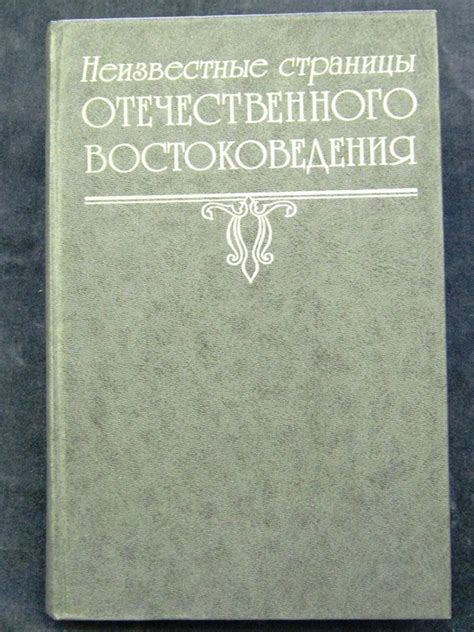 Неизвестные страницы
ОТЕЧЕСТВЕННОГО
ВОСТОКОВЕДЕНИЯ